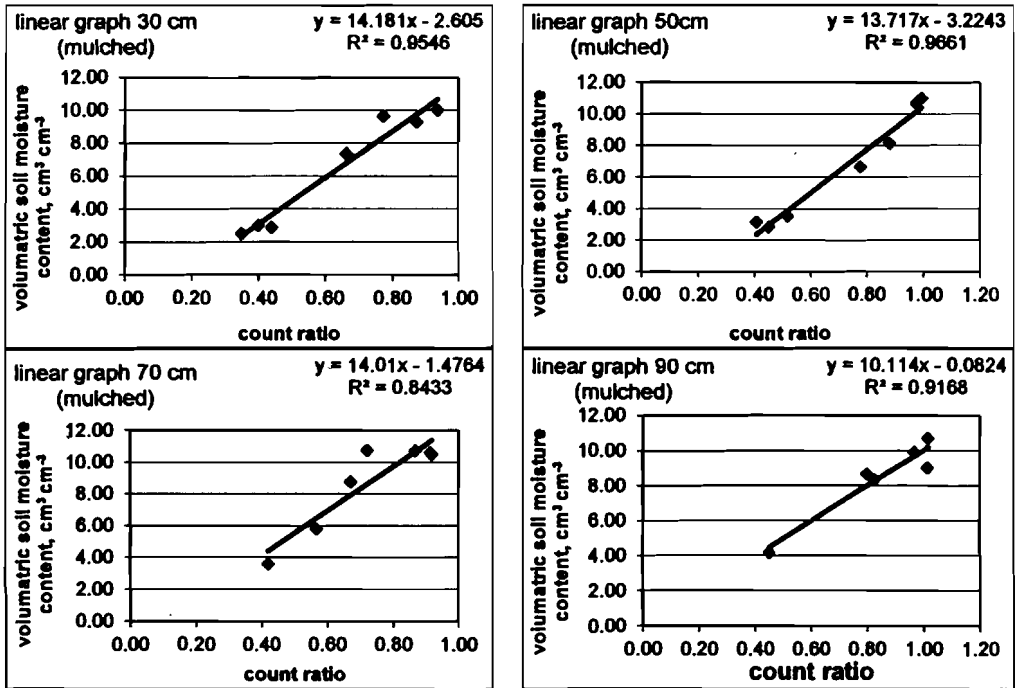 linear graph 30 cm
(mulched)
y = 14.181x - 2.605
R² = 0.9546
volumatric soil moisture
content, cm³ cm⁻³
12.00
10.00
8.00
6.00
4.00
2.00
0.00
0.00 0.20 0.40 0.60 0.80 1.00
count ratio
linear graph 50cm
(mulched)
y = 13.717x - 3.2243
R² = 0.9661
volumatric soil moisture
content, cm³ cm⁻³
12.00
10.00
8.00
6.00
4.00
2.00
0.00
0.00 0.20 0.40 0.60 0.80 1.00 1.20
count ratio
linear graph 70 cm
(mulched)
y = 14.01x - 1.4764
R² = 0.8433
volumatric soil moisture
content, cm³ cm⁻³
12.00
10.00
8.00
6.00
4.00
2.00
0.00
0.00 0.20 0.40 0.60 0.80 1.00
count ratio
linear graph 90 cm
(mulched)
y = 10.114x - 0.0824
R² = 0.9168
volumatric soil moisture
content, cm³ cm⁻³
12.00
10.00
8.00
6.00
4.00
2.00
0.00
0.00 0.20 0.40 0.60 0.80 1.00 1.20
count ratio